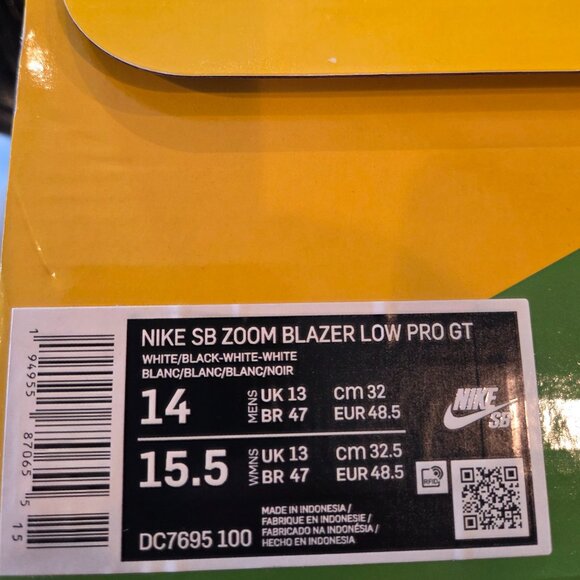 NIKE SB ZOOM BLAZER LOW PRO GT
WHITE/BLACK-WHITE-WHITE
BLANC/BLANC/BLANC/NOIR
14 MENS UK 13 cm 32
BR 47 EUR 48.5
15.5 WMNS UK 13 cm 32.5
BR 47 EUR 48.5
NIKE
SB
RFID
MADE IN INDONESIA /
FABRIQUE EN INDONESIE /
FABRICADO NA INDONÉSIA /
HECHO EN INDONESIA
DC7695 100
1 94955 87065 5 15